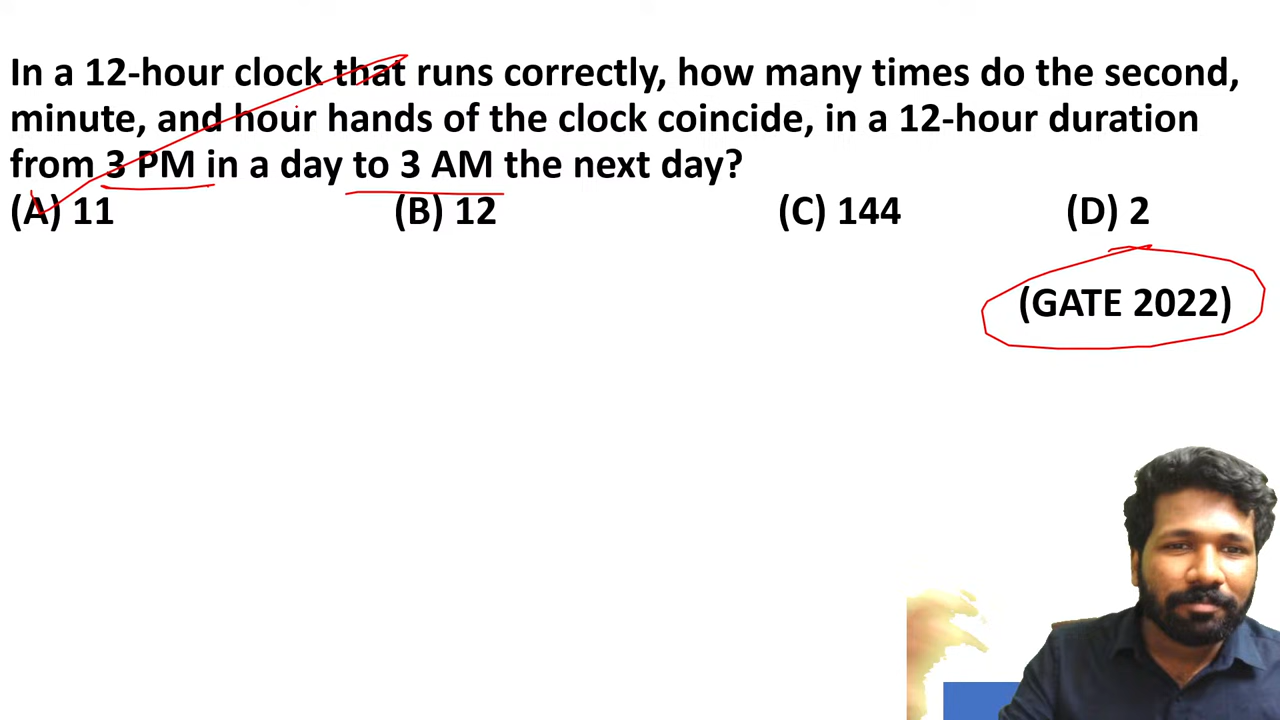 In a 12-hour clock that runs correctly, how many times do the second,
minute, and hour hands of the clock coincide, in a 12-hour duration
from 3 PM in a day to 3 AM the next day?
(A) 11 (B) 12 (C) 144 (D) 2
(GATE 2022)